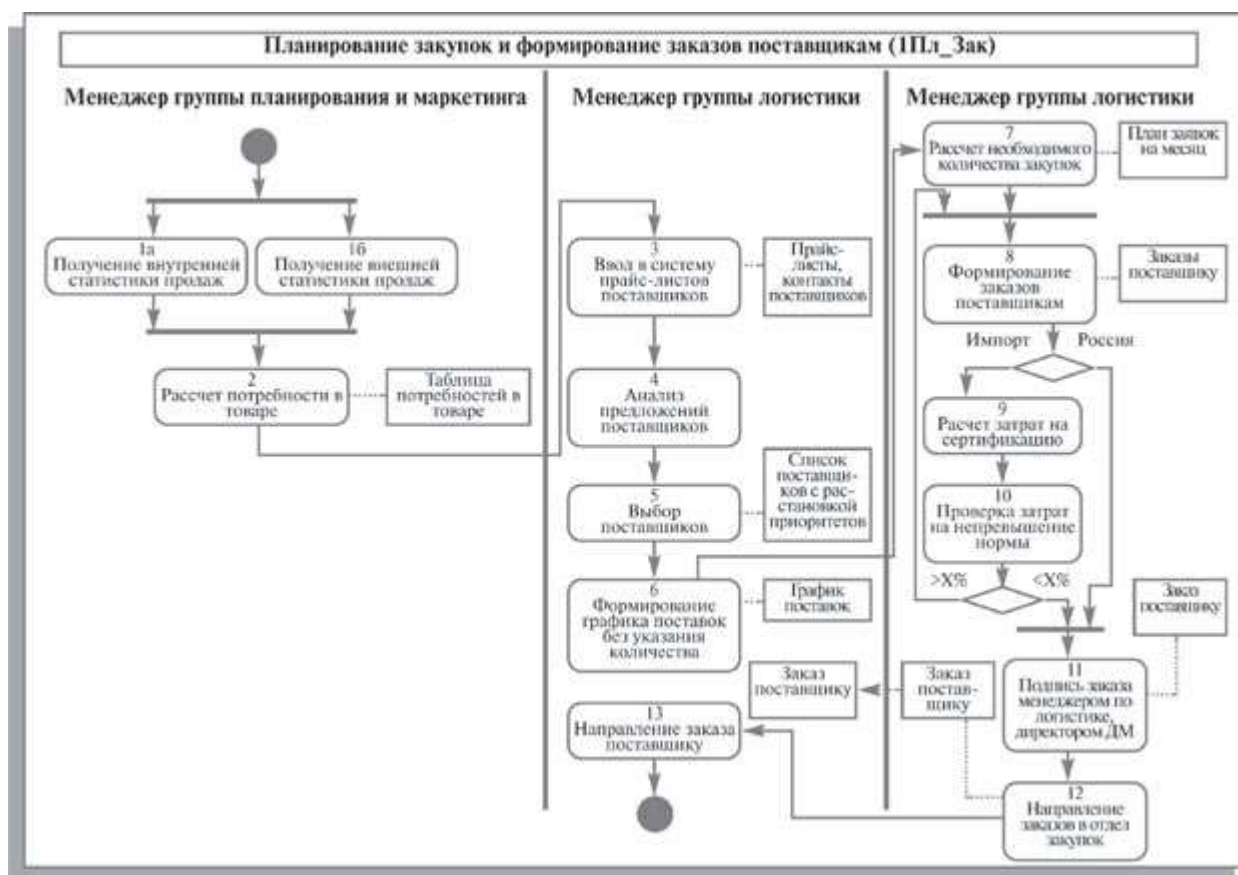 Планирование закупок и формирование заказов поставщикам (1Пл_Зак)
Менеджер группы планирования и маркетинга
1а
Получение внутренней
статистики продаж
1б
Получение внешней
статистики продаж
2
Рассчет потребности в
товаре
Таблица
потребностей в
товаре
Менеджер группы логистики
3
Ввод в систему
прайс-листов
поставщиков
Прайс-
листы,
контакты
поставщиков
4
Анализ
предложений
поставщиков
5
Выбор
поставщиков
Список
поставщи-
ков с рас-
становкой
приоритетов
6
Формирование
графика поставок
без указания
количества
График
поставок
Заказ
поставщику
13
Направление заказа
поставщику
Менеджер группы логистики
7
Рассчет необходимого
количества закупок
План заявок
на месяц
8
Формирование
заказов
поставщикам
Заказы
поставщику
Импорт
Россия
9
Расчет затрат на
сертификацию
10
Проверка затрат
на непревышение
нормы
>X%
<X%
Заказ
поставщику
11
Подпись заказа
менеджером по
логистике,
директором ДМ
Заказ
постав-
щику
12
Направление
заказов в отдел
закупок